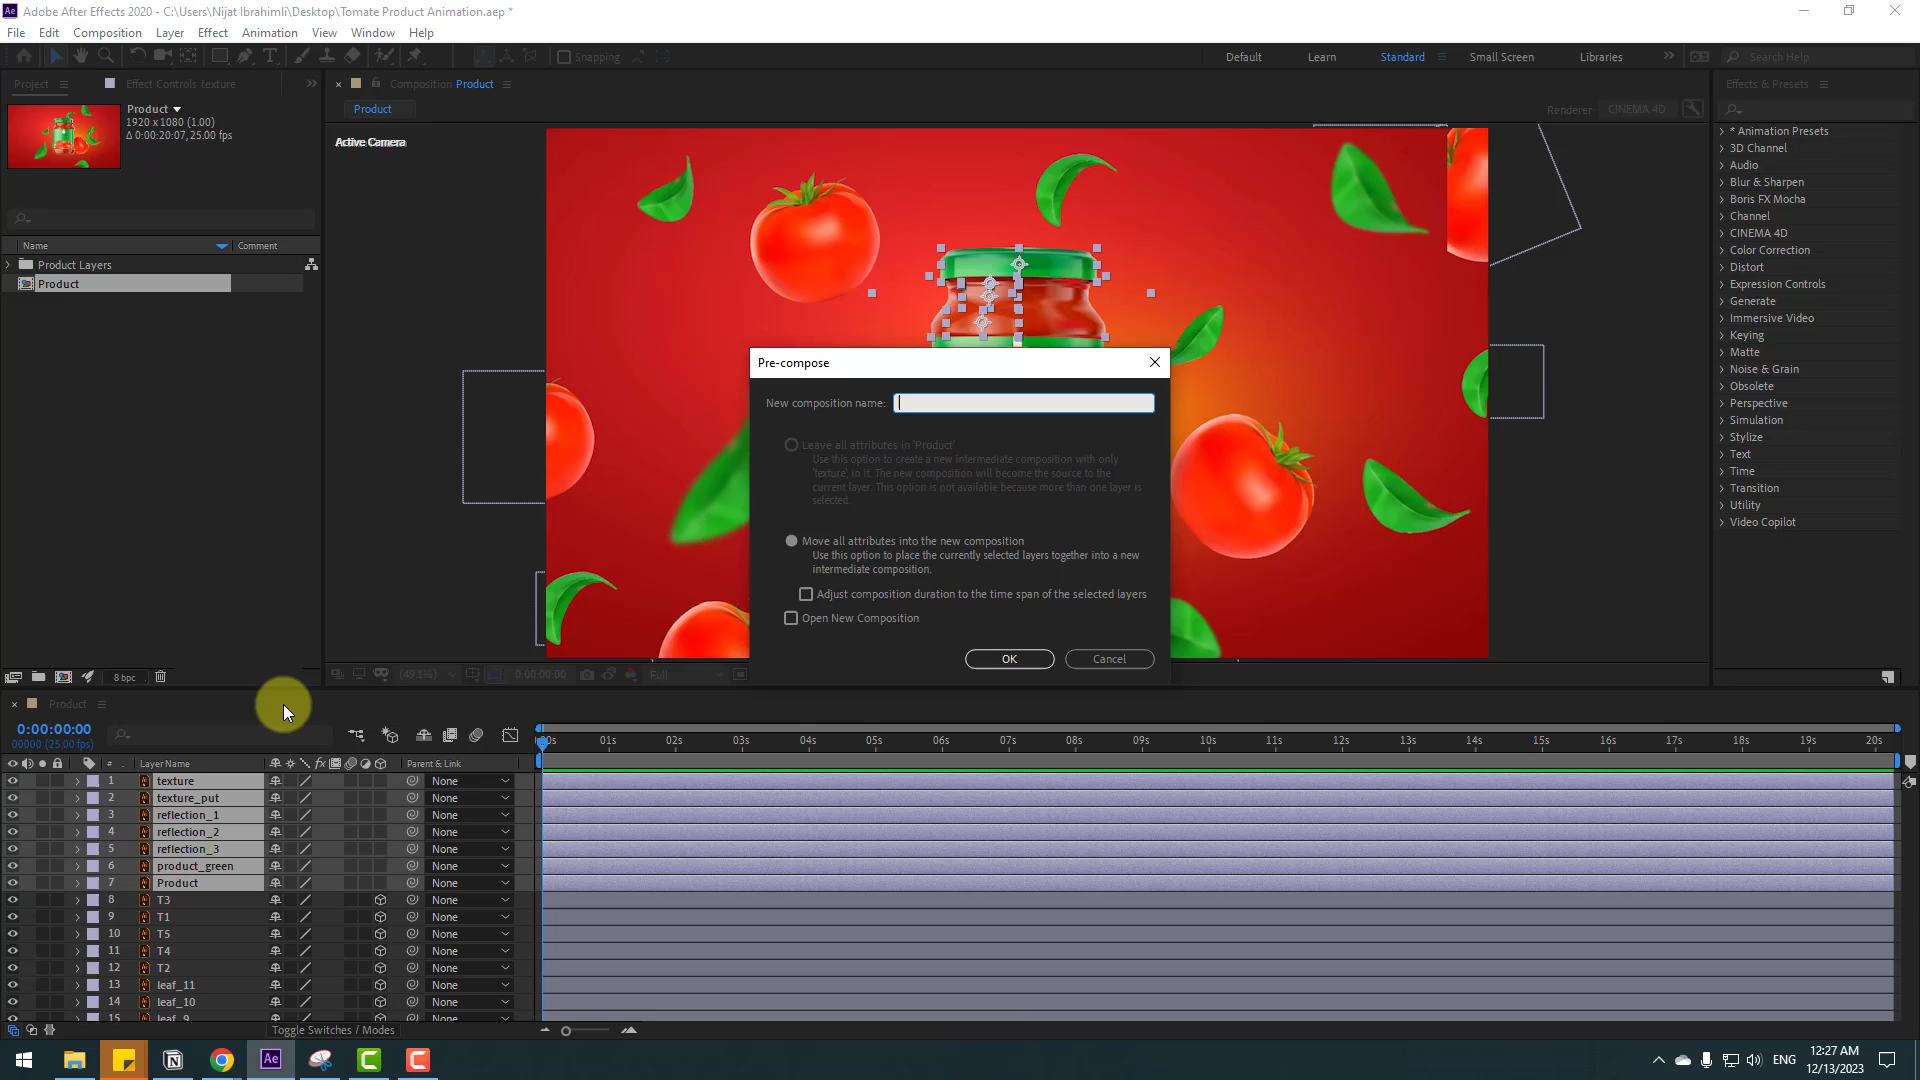 Adobe After Effects 2020 - C:\Users\Nijat Ibrahimli\Desktop\Tomate Product Animation.aep *
File Edit Composition Layer Effect Animation View Window Help
Snapping
Default Learn Standard Small Screen Libraries
Search Help
Project
Effect Controls texture
Product
1920 x 1080 (1.00)
Δ 0:00:20:07, 25.00 fps
Name Comment
Product Layers
Product
8 bpc
Composition Product
Product
Renderer: CINEMA 4D
Active Camera
(49.1%) 0:00:00:00 Full
Pre-compose
New composition name:
Leave all attributes in 'Product'
Use this option to create a new intermediate composition with only
'texture', in it. The new composition will become the source to the
current layer. This option is not available because more than one layer is
selected.
Move all attributes into the new composition
Use this option to place the currently selected layers together into a new
intermediate composition.
Adjust composition duration to the time span of the selected layers
Open New Composition
OK Cancel
Effects & Presets
* Animation Presets
3D Channel
Audio
Blur & Sharpen
Boris FX Mocha
Channel
CINEMA 4D
Color Correction
Distort
Expression Controls
Generate
Immersive Video
Keying
Matte
Noise & Grain
Obsolete
Perspective
Simulation
Stylize
Text
Time
Transition
Utility
Video Copilot
Product
0:00:00:00
00000 (25.00 fps)
:00s 01s 02s 03s 04s 05s 06s 07s 08s 09s 10s 11s 12s 13s 14s 15s 16s 17s 18s 19s 20s
# Layer Name fx Parent & Link
1 texture None
2 texture_put None
3 reflection_1 None
4 reflection_2 None
5 reflection_3 None
6 product_green None
7 Product None
8 T3 None
9 T1 None
10 T5 None
11 T4 None
12 T2 None
13 leaf_11 None
14 leaf_10 None
15 leaf_9 None
Toggle Switches / Modes
Ae
ENG
12:27 AM
12/13/2023